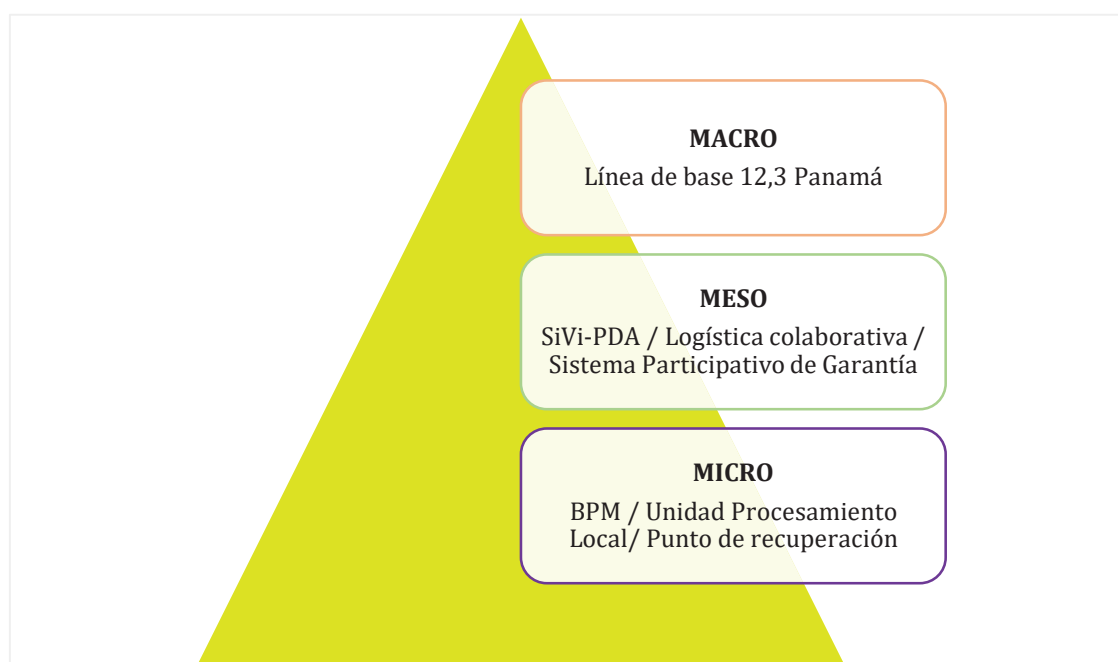 MACRO
Línea de base 12,3 Panamá
MESO
SiVi-PDA / Logística colaborativa /
Sistema Participativo de Garantía
MICRO
BPM / Unidad Procesamiento
Local/ Punto de recuperación